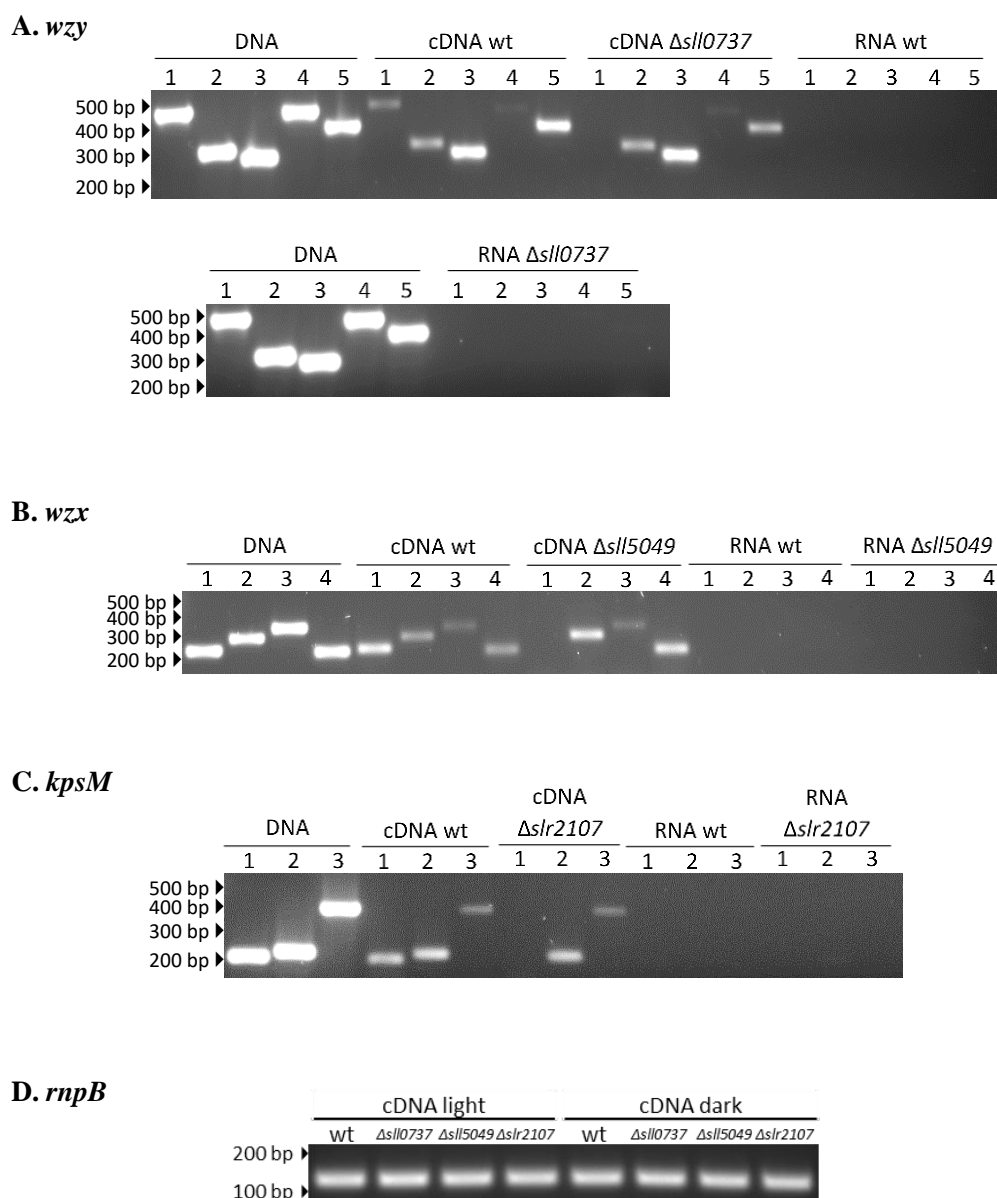 A. wzy
DNA cDNA wt cDNA Δsll0737 RNA wt
1 2 3 4 5 1 2 3 4 5 1 2 3 4 5 1 2 3 4 5
500 bp
400 bp
300 bp
200 bp
DNA RNA Δsll0737
1 2 3 4 5 1 2 3 4 5
500 bp
400 bp
300 bp
200 bp
B. wzx
DNA cDNA wt cDNA Δsll5049 RNA wt RNA Δsll5049
1 2 3 4 1 2 3 4 1 2 3 4 1 2 3 4 1 2 3 4
500 bp
400 bp
300 bp
200 bp
C. kpsM
cDNA RNA
DNA cDNA wt Δslr2107 RNA wt Δslr2107
1 2 3 1 2 3 1 2 3 1 2 3 1 2 3
500 bp
400 bp
300 bp
200 bp
D. rnpB
cDNA light cDNA dark
wt Δsll0737 Δsll5049 Δslr2107 wt Δsll0737 Δsll5049 Δslr2107
200 bp
100 bp